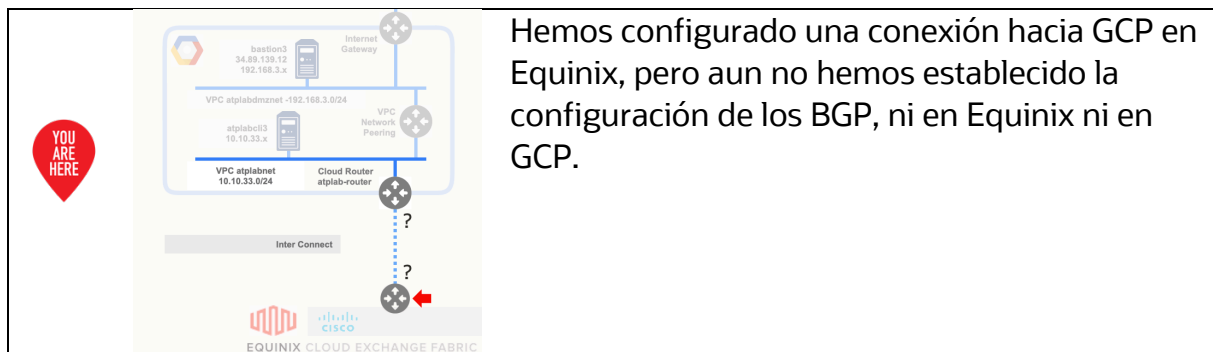 YOU
ARE
HERE
Internet
Gateway
bastion3
34.89.139.12
192.168.3.x
VPC atplabdmznet -192.168.3.0/24
VPC
Network
Peering
atplabcli3
10.10.33.x
VPC atplabnet
10.10.33.0/24
Cloud Router
atplab-router
?
Inter Connect
?
CISCO
EQUINIX CLOUD EXCHANGE FABRIC
Hemos configurado una conexión hacia GCP en
Equinix, pero aun no hemos establecido la
configuración de los BGP, ni en Equinix ni en
GCP.